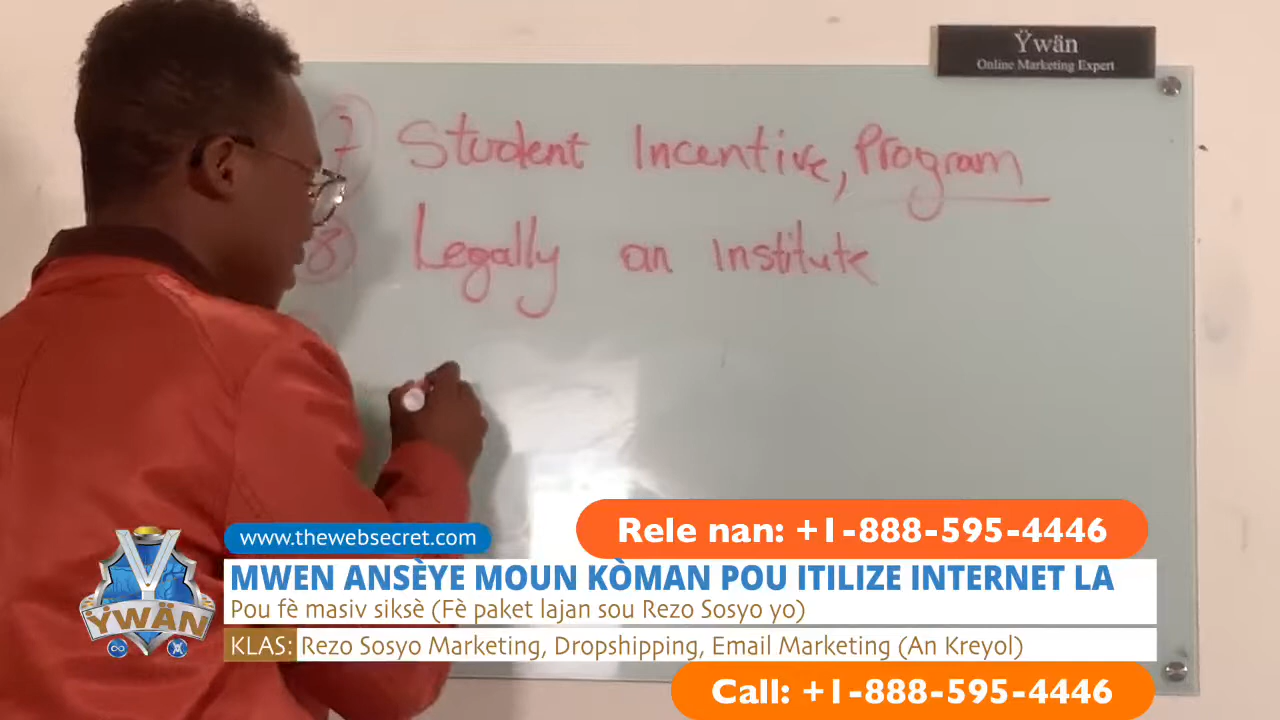 Ÿwän
Online Marketing Expert
7 Student Incentive, Program
8 Legally an Institute
Rele nan: +1-888-595-4446
www.thewebsecret.com
MWEN ANSÈYE MOUN KÒMAN POU ITILIZE INTERNET LA
Pou fè masiv siksè (Fè paket lajan sou Rezo Sosyo yo)
ŸWÄN
KLAS: Rezo Sosyo Marketing, Dropshipping, Email Marketing (An Kreyol)
Call: +1-888-595-4446